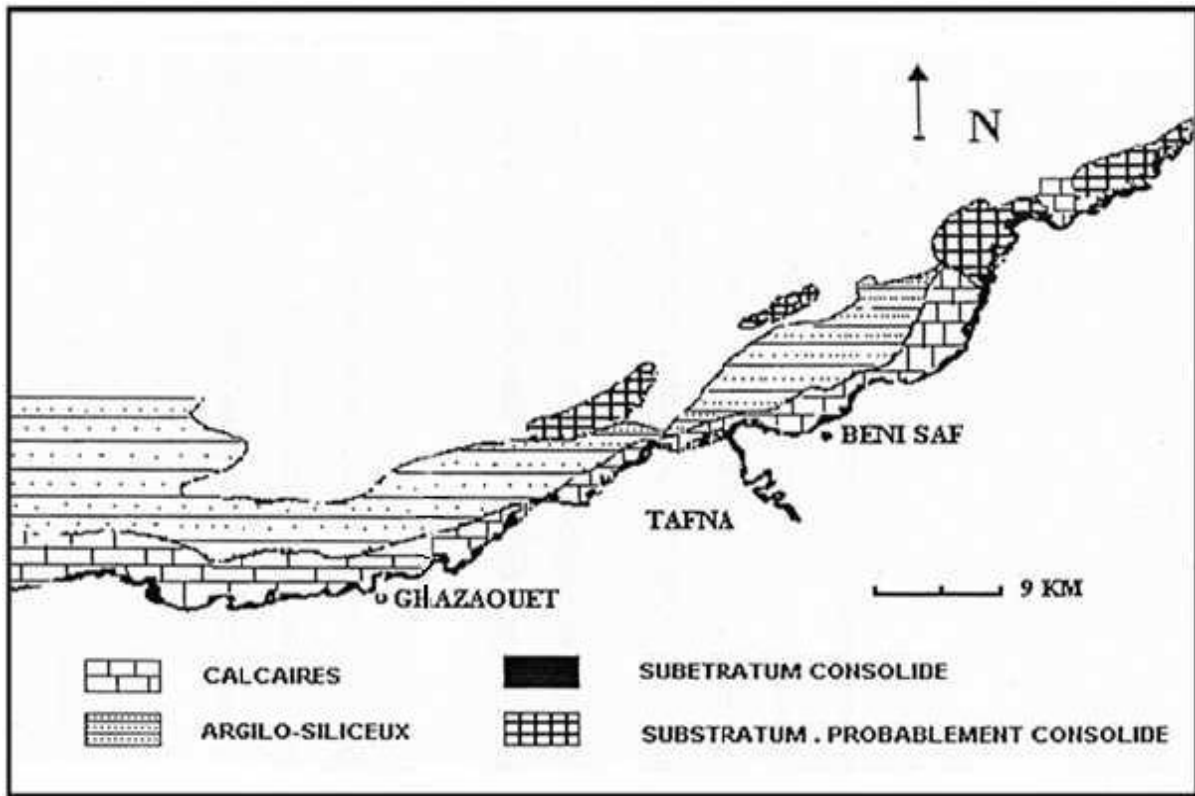 N
BENI SAF
TAFNA
9 KM
GHAZAOUET
CALCAIRES
SUBETRATUM CONSOLIDE
ARGILO-SILICEUX
SUBSTRATUM . PROBABLEMENT CONSOLIDE